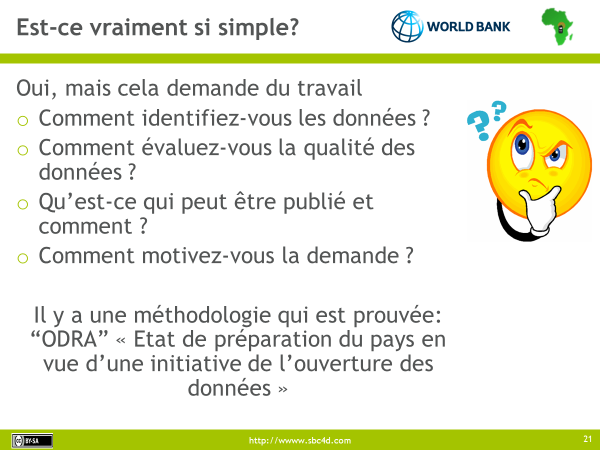 Est-ce vraiment si simple?
WORLD BANK
Oui, mais cela demande du travail
o Comment identifiez-vous les données ?
o Comment évaluez-vous la qualité des
données ?
o Qu’est-ce qui peut être publié et
comment ?
o Comment motivez-vous la demande ?
??
Il y a une méthodologie qui est prouvée:
“ODRA” « Etat de préparation du pays en
vue d’une initiative de l’ouverture des
données »
BY-SA
http://wwww.sbc4d.com
21